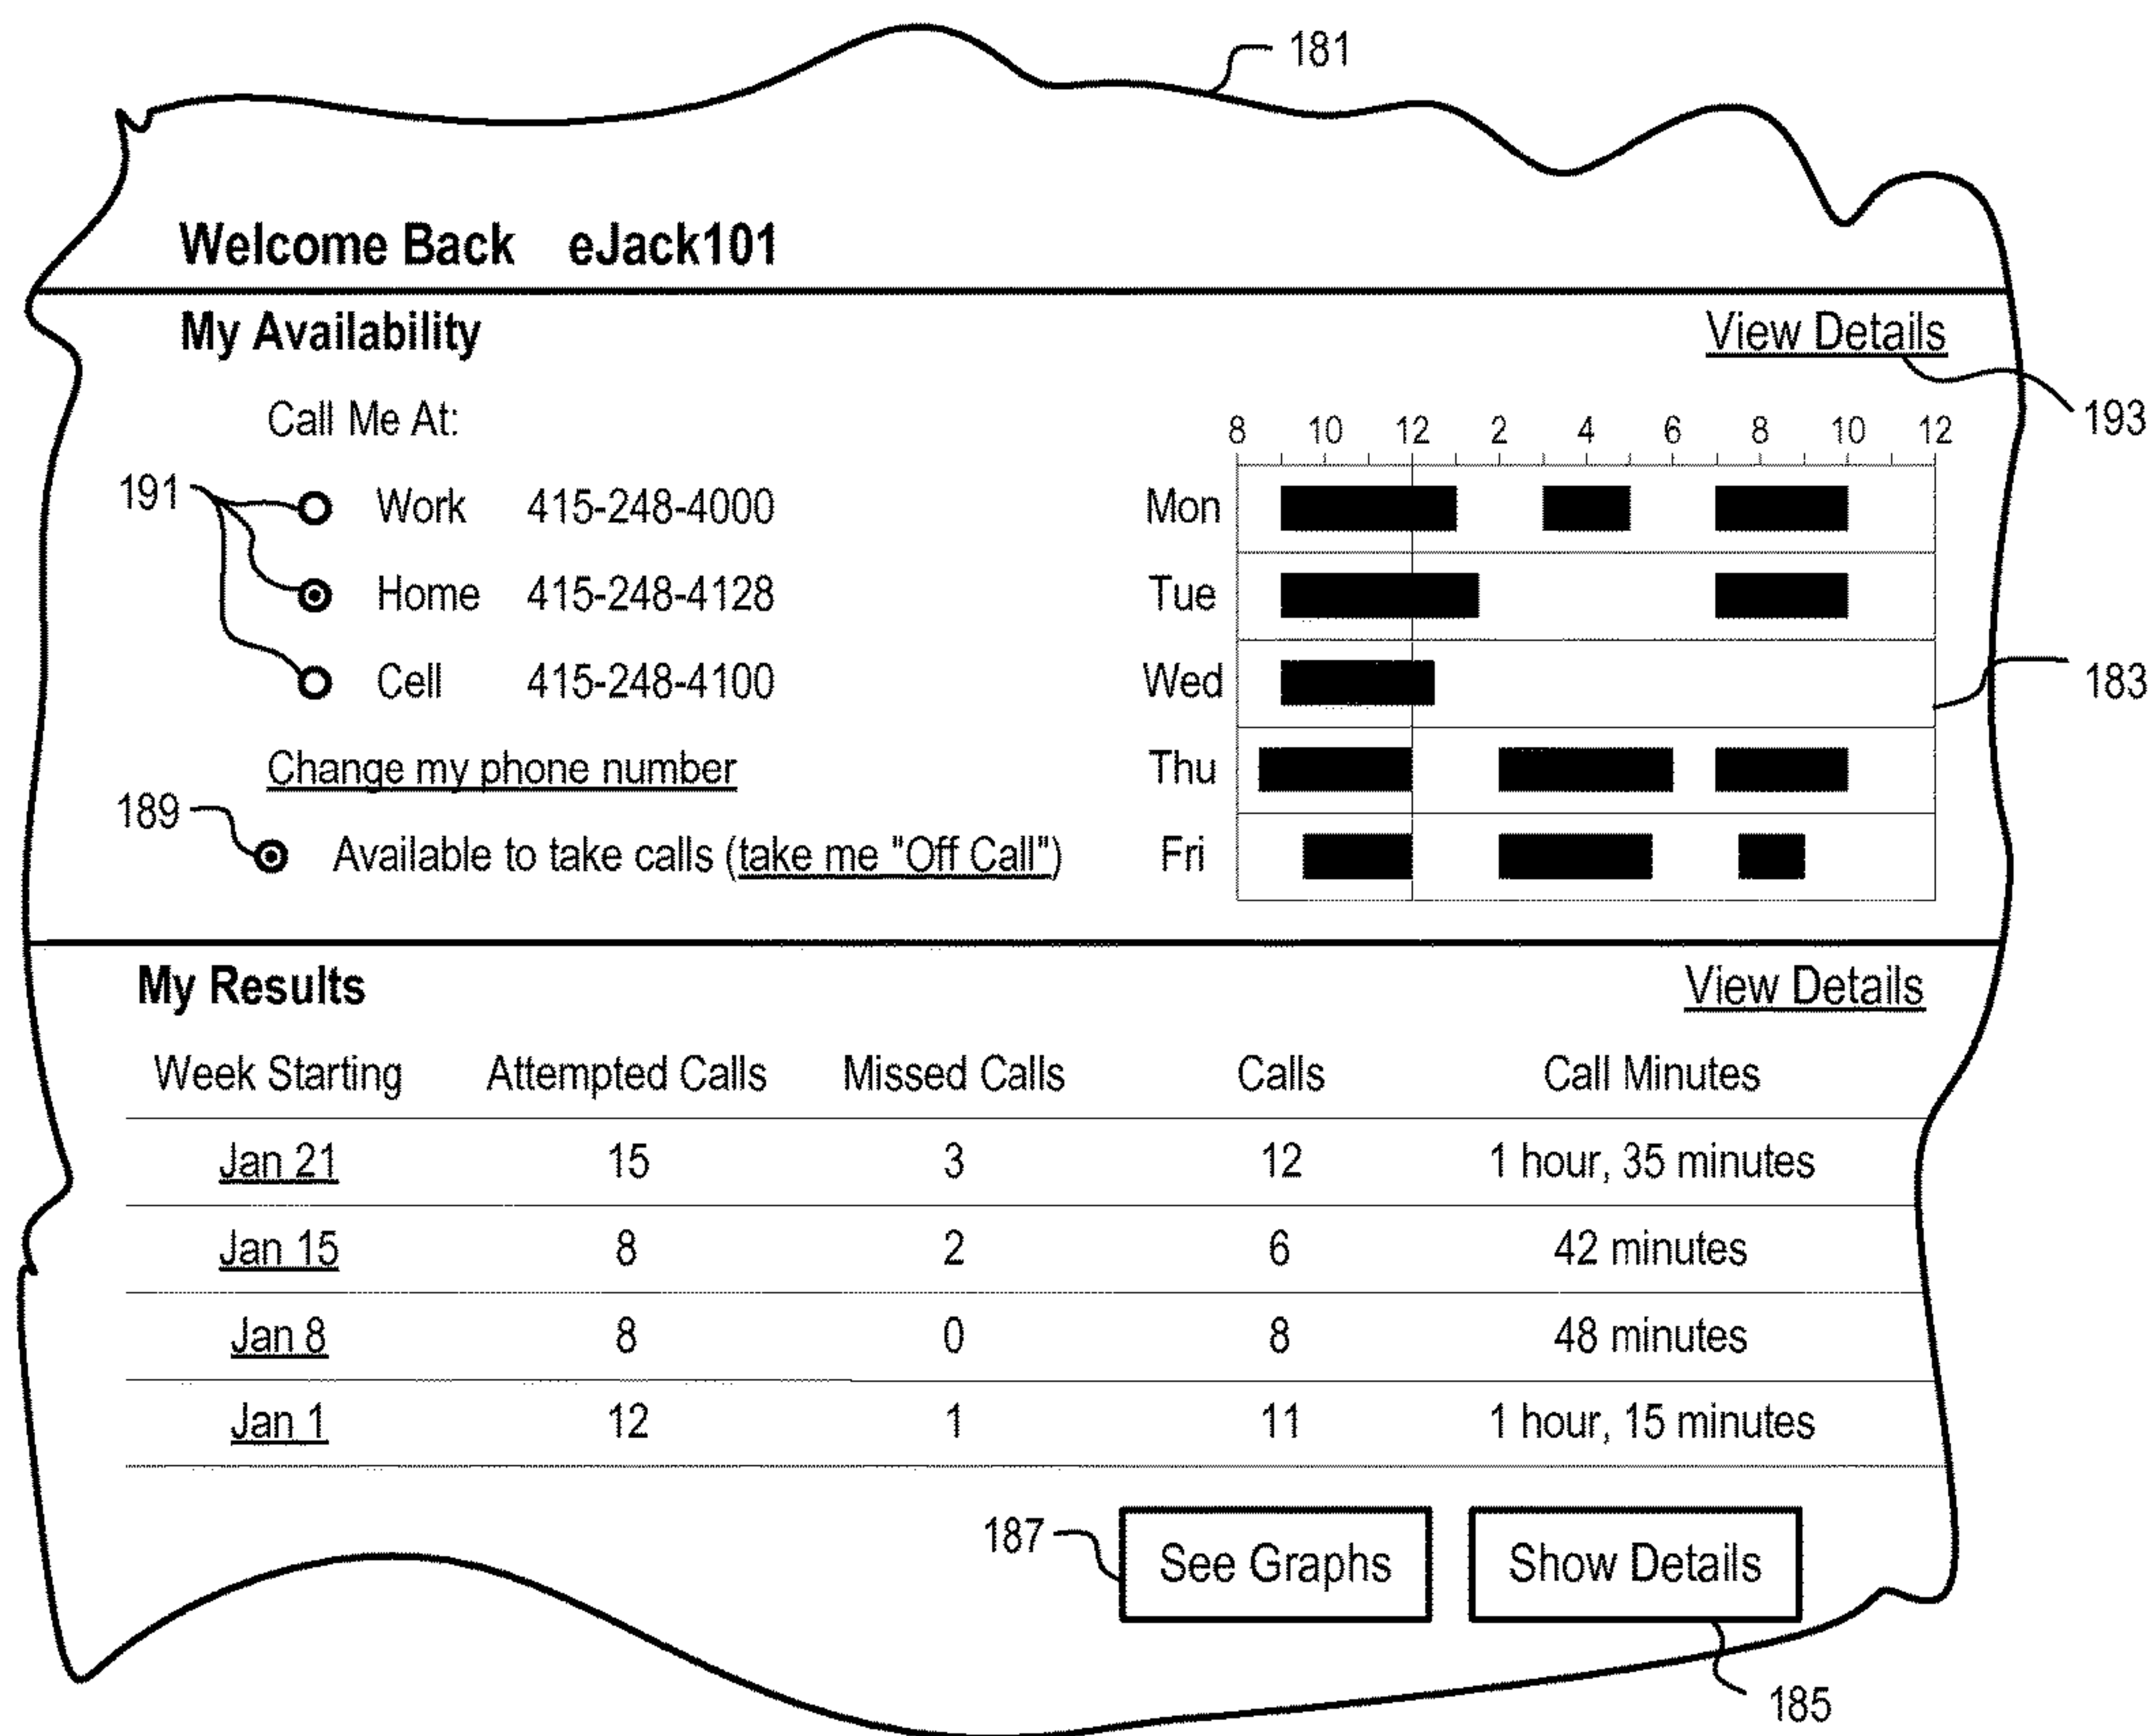 181
Welcome Back eJack101
My Availability View Details
193
Call Me At:
8 10 12 2 4 6 8 10 12
191 Work 415-248-4000 Mon
Home 415-248-4128 Tue
Cell 415-248-4100 Wed 183
Change my phone number Thu
189
Available to take calls (take me "Off Call") Fri
My Results View Details
Week Starting Attempted Calls Missed Calls Calls Call Minutes
Jan 21 15 3 12 1 hour, 35 minutes
Jan 15 8 2 6 42 minutes
Jan 8 8 0 8 48 minutes
Jan 1 12 1 11 1 hour, 15 minutes
187 See Graphs Show Details
185